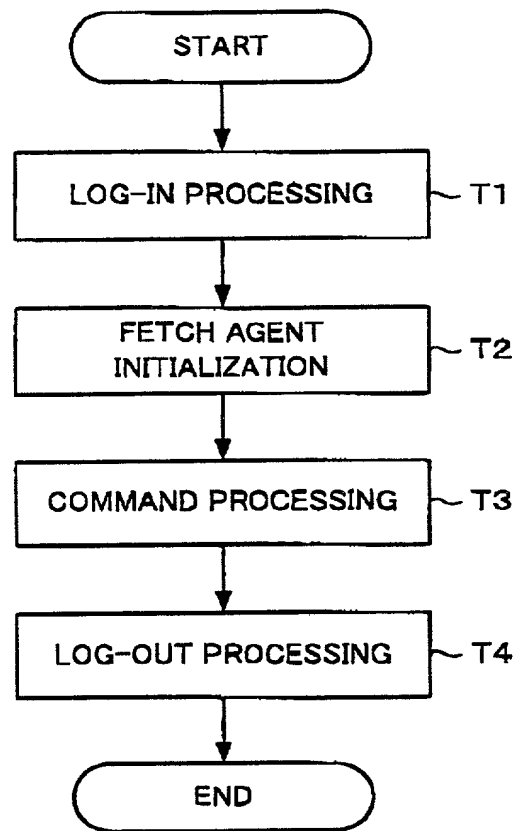 START
LOG-IN PROCESSING
T1
FETCH AGENT
INITIALIZATION
T2
COMMAND PROCESSING
T3
LOG-OUT PROCESSING
T4
END